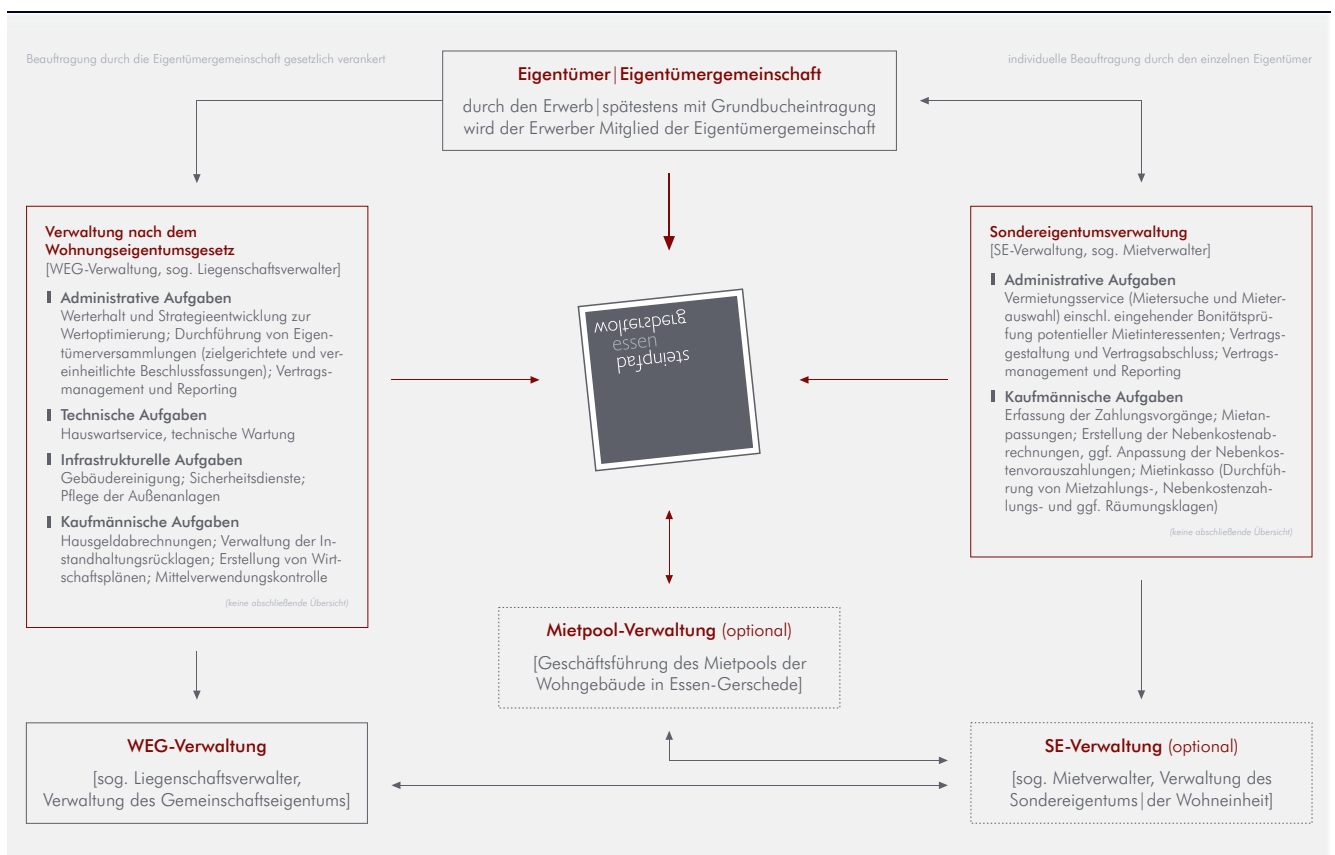 Beauftragung durch die Eigentümergemeinschaft gesetzlich verankert
individuelle Beauftragung durch den einzelnen Eigentümer
Eigentümer|Eigentümergemeinschaft
durch den Erwerb|spätestens mit Grundbucheintragung
wird der Erwerber Mitglied der Eigentümergemeinschaft
Verwaltung nach dem
Wohnungseigentumsgesetz
[WEG-Verwaltung, sog. Liegenschaftsverwalter]
Administrative Aufgaben
Werterhalt und Strategieentwicklung zur
Wertoptimierung; Durchführung von Eigen-
tümerversammlungen (zielgerichtete und ver-
einheitlichte Beschlussfassungen); Vertrags-
management und Reporting
Technische Aufgaben
Hauswartservice, technische Wartung
Infrastrukturelle Aufgaben
Gebäudereinigung; Sicherheitsdienste;
Pflege der Außenanlagen
Kaufmännische Aufgaben
Hausgeldabrechnungen; Verwaltung der In-
standhaltungsrücklagen; Erstellung von Wirt-
schaftsplänen; Mittelverwendungskontrolle
(keine abschließende Übersicht)
woltersberg
essen
steinpfad
Sondereigentumsverwaltung
[SE-Verwaltung, sog. Mietverwalter]
Administrative Aufgaben
Vermietungsservice (Mietersuche und Mieter-
auswahl) einschl. eingehender Bonitätsprü-
fung potentieller Mietinteressenten; Vertrags-
gestaltung und Vertragsabschluss; Vertrags-
management und Reporting
Kaufmännische Aufgaben
Erfassung der Zahlungsvorgänge; Mietan-
passungen; Erstellung der Nebenkostenab-
rechnungen, ggf. Anpassung der Nebenkos-
tenvorauszahlungen; Mietinkasso (Durchfüh-
rung von Mietzahlungs-, Nebenkostenzah-
lungs- und ggf. Räumungsklagen)
(keine abschließende Übersicht)
Mietpool-Verwaltung (optional)
[Geschäftsführung des Mietpools der
Wohngebäude in Essen-Gerschede]
WEG-Verwaltung
[sog. Liegenschaftsverwalter,
Verwaltung des Gemeinschaftseigentums]
SE-Verwaltung (optional)
[sog. Mietverwalter, Verwaltung des
Sondereigentums|der Wohneinheit]